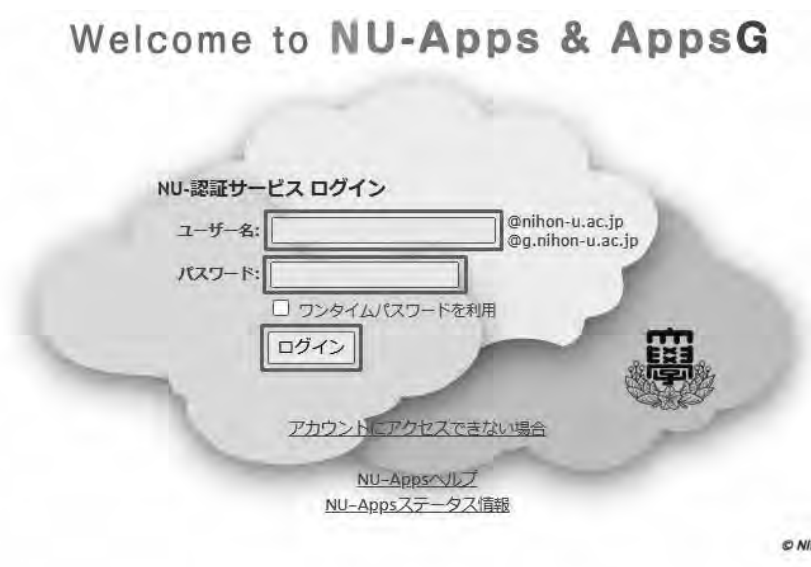 Welcome to NU-Apps & AppsG
NU-認証サービス ログイン
ユーザー名:
@nihon-u.ac.jp
@g.nihon-u.ac.jp
パスワード:
ワンタイムパスワードを利用
ログイン
アカウントにアクセスできない場合
NU-Appsヘルプ
NU-Appsステータス情報